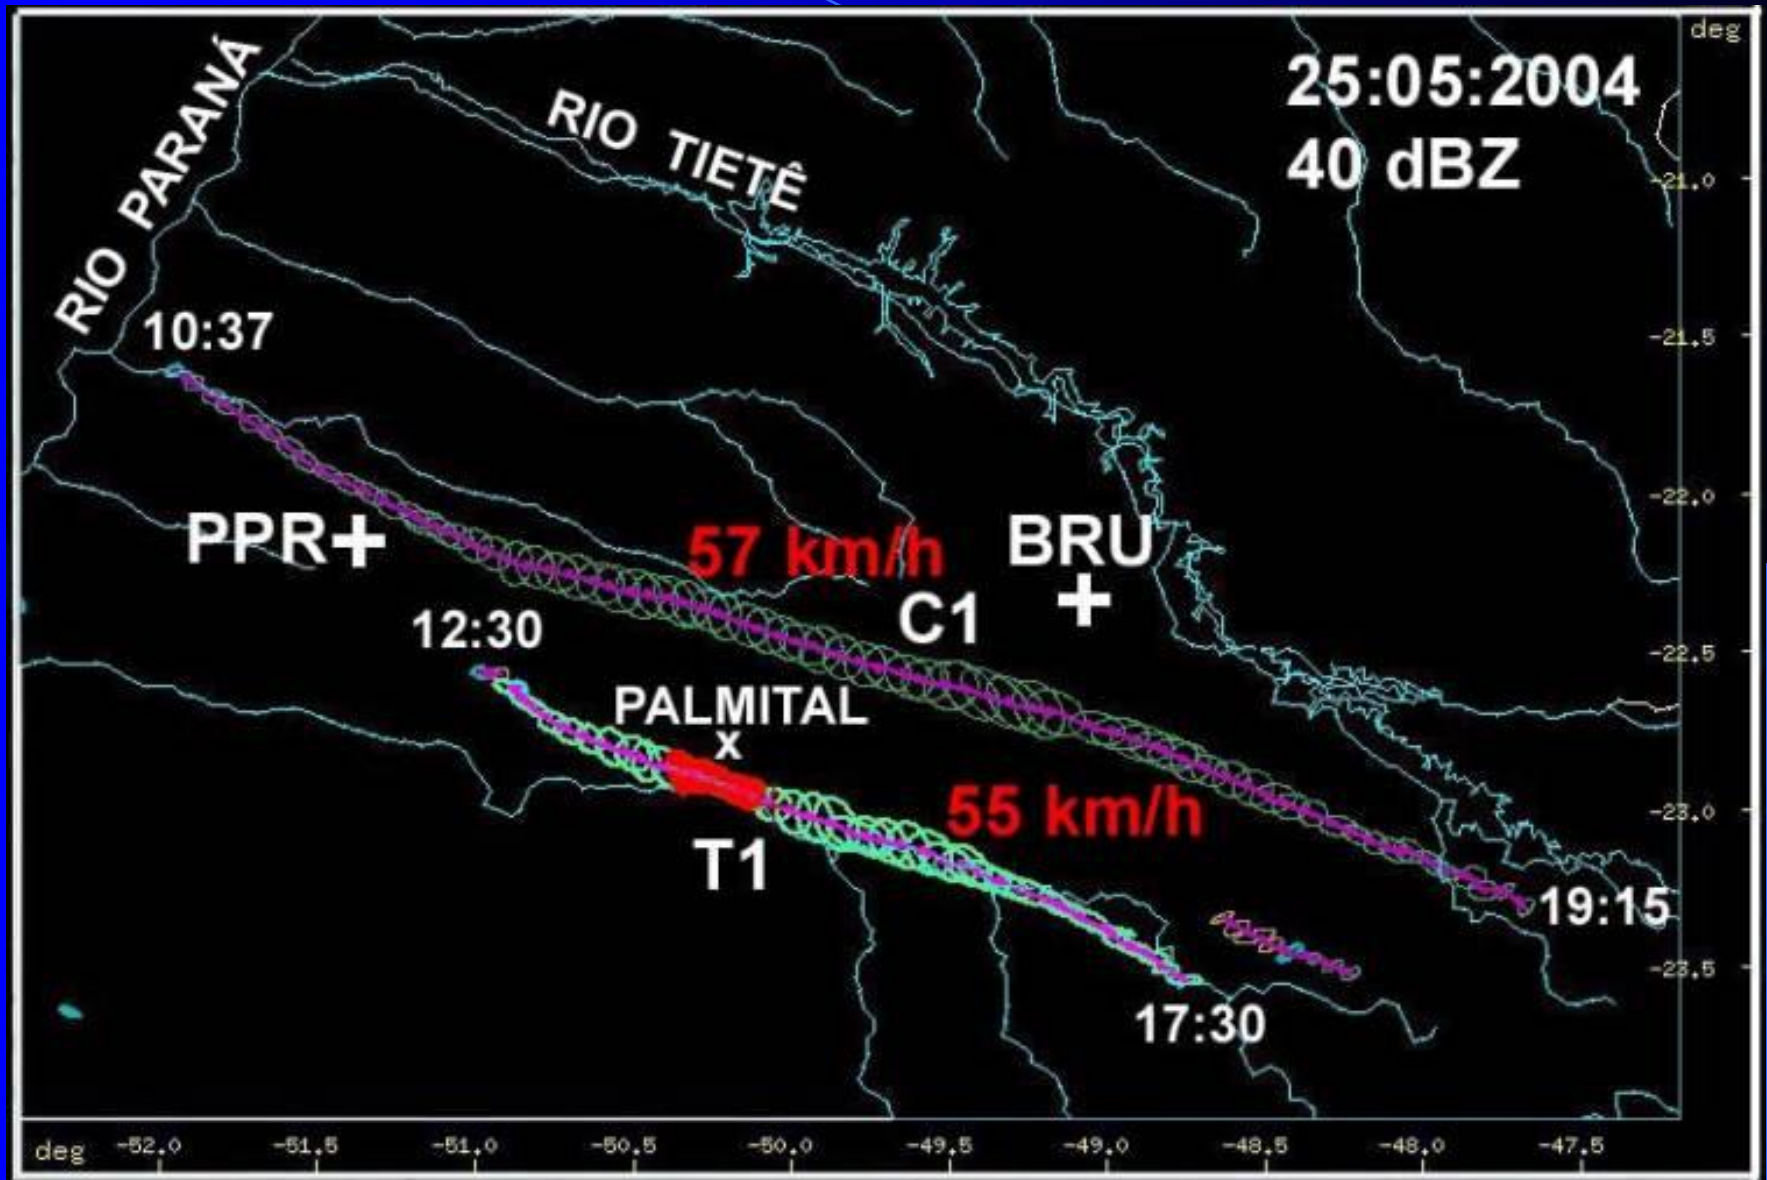 deg
25:05:2004
40 dBZ
RIO PARANÁ
RIO TIETÊ
-21.0
10:37
-21.5
-22.0
PPR+
57 km/h
BRU
+
C1
12:30
-22.5
PALMITAL
x
55 km/h
-23.0
T1
19:15
-23.5
17:30
deg -52.0 -51.5 -51.0 -50.5 -50.0 -49.5 -49.0 -48.5 -48.0 -47.5